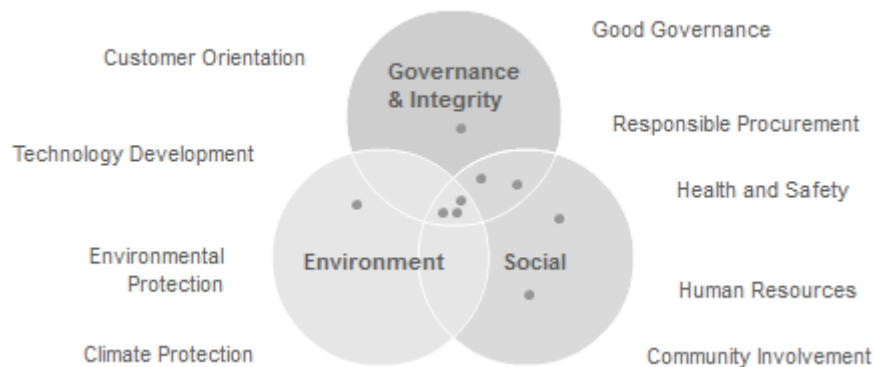 Good Governance
Customer Orientation
Governance
& Integrity
Responsible Procurement
Technology Development
Health and Safety
Environmental
Protection
Environment
Social
Human Resources
Climate Protection
Community Involvement